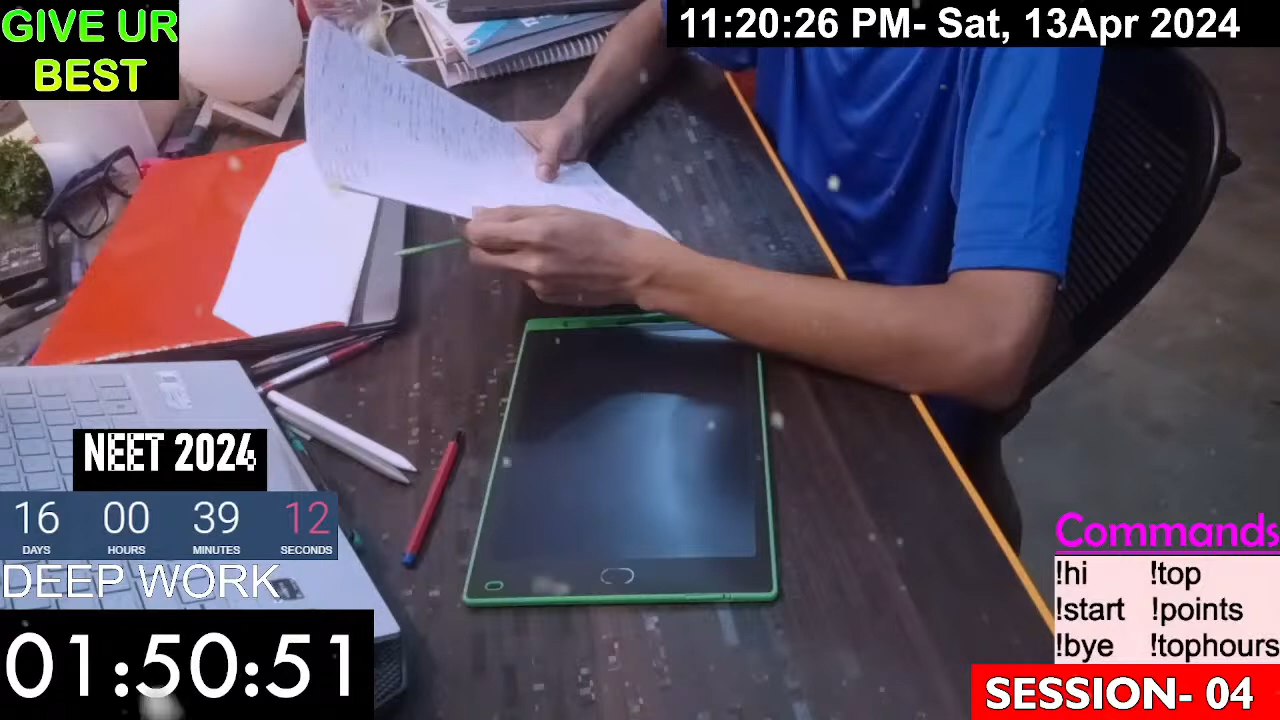 GIVE UR
BEST
11:20:26 PM- Sat, 13Apr 2024
NEET 2024
16 00 39 12
DAYS HOURS MINUTES SECONDS
DEEP WORK
01:50:51
Commands
!hi !top
!start !points
!bye !tophours
SESSION- 04